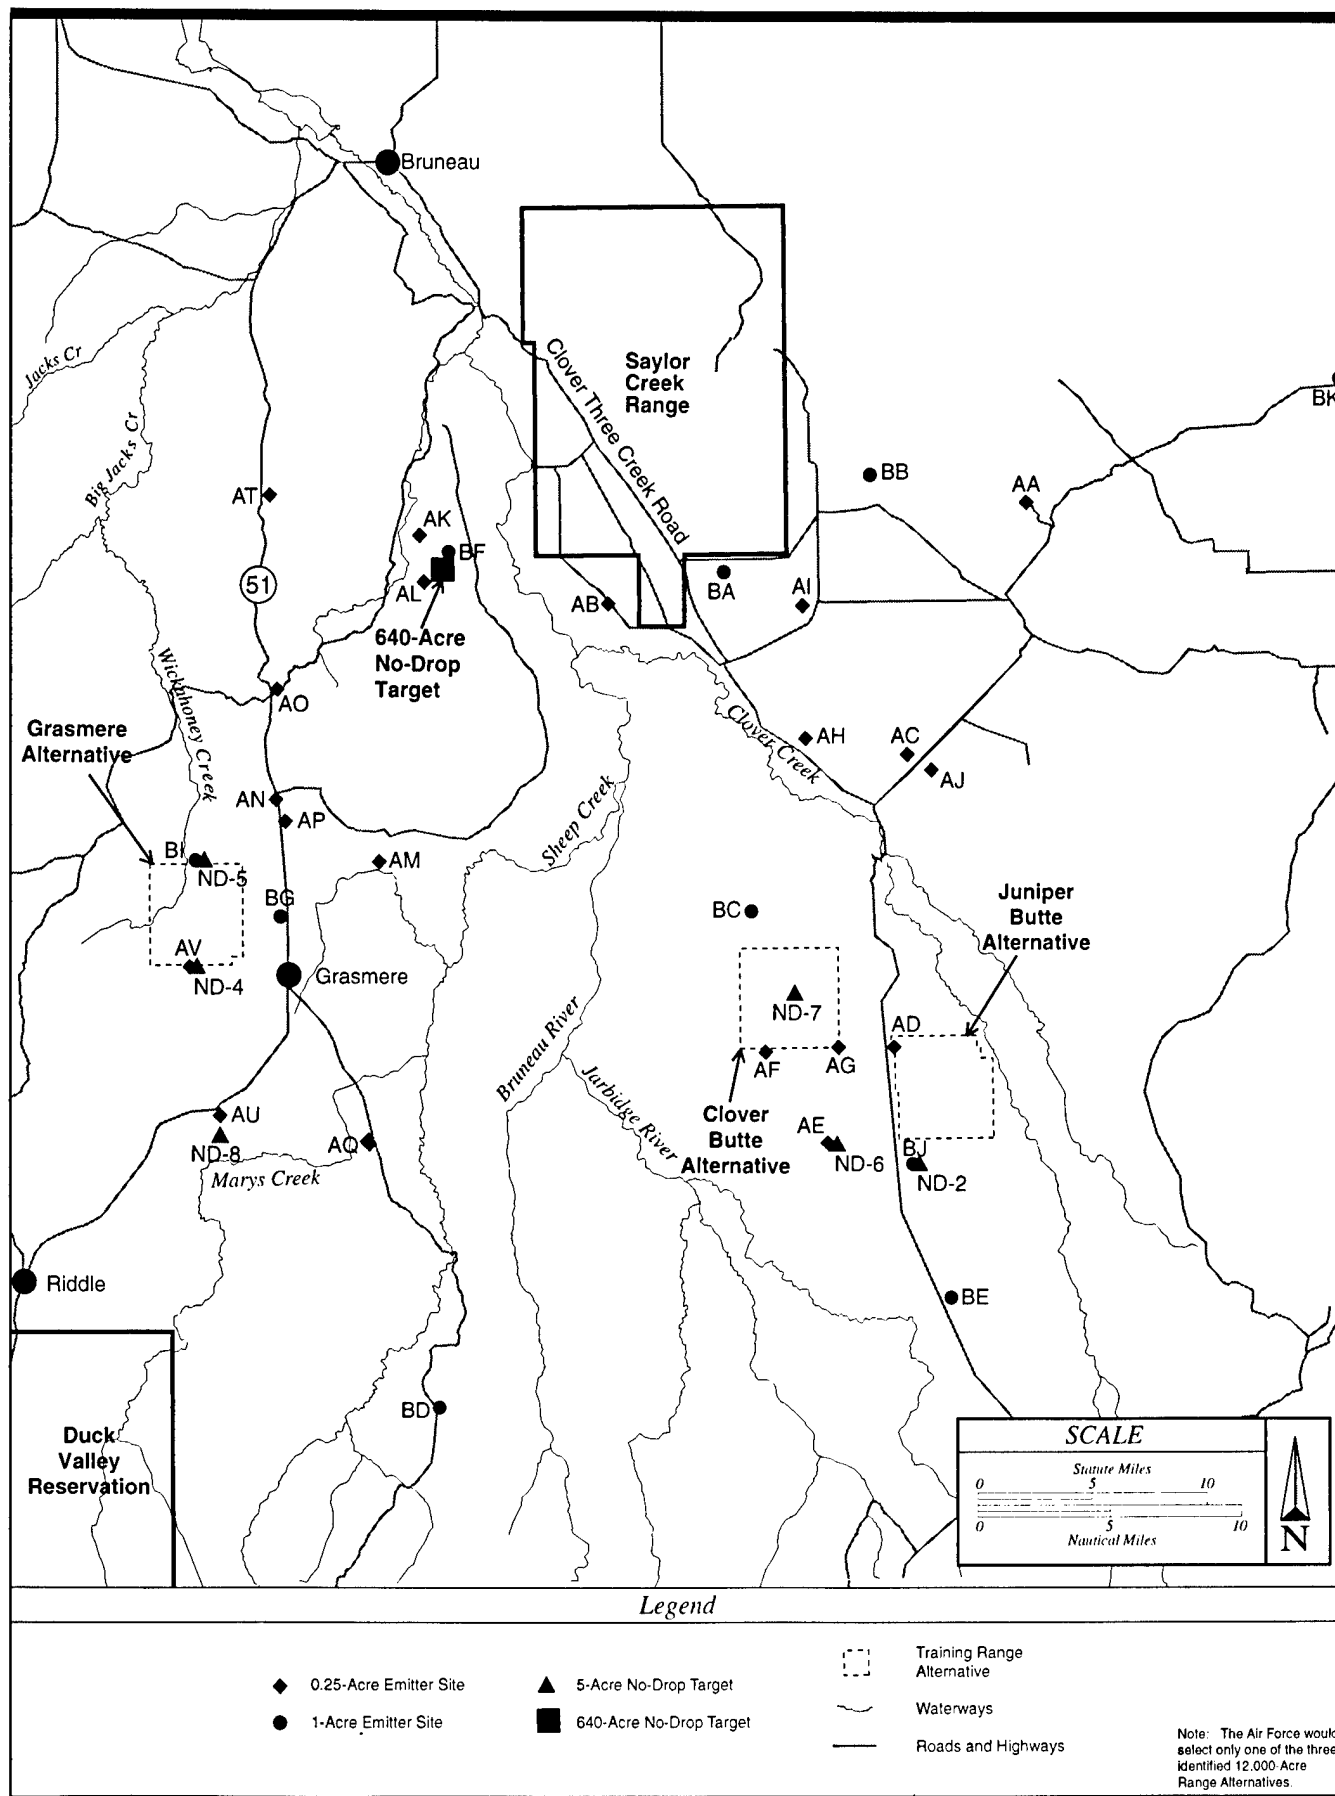 Bruneau
Saylor
Creek
Range
Clover Three Creek Road
Jacks Cr
Big Jacks Cr
BK
BB
AA
AT
AK
BF
51
AL
AB
BA
AI
640-Acre
No-Drop
Target
Wickahoney Creek
AO
Grasmere
Alternative
Clover Creek
AH
AC
AJ
AN
AP
Sheep Creek
BI
ND-5
AM
BG
BC
Juniper
Butte
Alternative
AV
ND-4
Grasmere
ND-7
Bruneau River
AD
AF
AG
Jarbidge River
Clover
Butte
Alternative
AU
ND-8
AQ
AE
ND-6
BJ
ND-2
Marys Creek
Riddle
BE
BD
Duck
Valley
Reservation
SCALE
Statute Miles
0 5 10
0 5 10
Nautical Miles
N
Legend
0.25-Acre Emitter Site
1-Acre Emitter Site
5-Acre No-Drop Target
640-Acre No-Drop Target
Training Range
Alternative
Waterways
Roads and Highways
Note: The Air Force would
select only one of the three
identified 12,000-Acre
Range Alternatives.